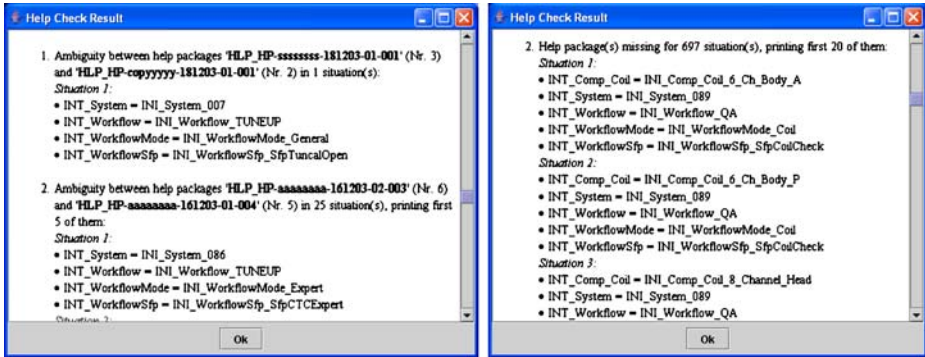 Help Check Result
1. Ambiguity between help packages 'HLP_HP-ssssssss-181203-01-001' (Nr. 3)
and 'HLP_HP-copyyyyy-181203-01-001' (Nr. 2) in 1 situation(s):
Situation 1:
• INT_System = INI_System_007
• INT_Workflow = INI_Workflow_TUNEUP
• INT_WorkflowMode = INI_WorkflowMode_General
• INT_WorkflowSfp = INI_WorkflowSfp_SfpTuncalOpen
2. Ambiguity between help packages 'HLP_HP-aaaaaaaa-161203-02-003' (Nr. 6)
and 'HLP_HP-aaaaaaaa-161203-01-004' (Nr. 5) in 25 situation(s), printing first
5 of them:
Situation 1:
• INT_System = INI_System_086
• INT_Workflow = INI_Workflow_TUNEUP
• INT_WorkflowMode = INI_WorkflowMode_Expert
• INT_WorkflowSfp = INI_WorkflowSfp_SfpCTCExpert
Situation 2:
Ok
Help Check Result
2. Help package(s) missing for 697 situation(s), printing first 20 of them:
Situation 1:
• INT_Comp_Coil = INI_Comp_Coil_6_Ch_Body_A
• INT_System = INI_System_089
• INT_Workflow = INI_Workflow_QA
• INT_WorkflowMode = INI_WorkflowMode_Coil
• INT_WorkflowSfp = INI_WorkflowSfp_SfpCoilCheck
Situation 2:
• INT_Comp_Coil = INI_Comp_Coil_6_Ch_Body_P
• INT_System = INI_System_089
• INT_Workflow = INI_Workflow_QA
• INT_WorkflowMode = INI_WorkflowMode_Coil
• INT_WorkflowSfp = INI_WorkflowSfp_SfpCoilCheck
Situation 3:
• INT_Comp_Coil = INI_Comp_Coil_8_Channel_Head
• INT_System = INI_System_089
• INT_Workflow = INI_Workflow_QA
Ok